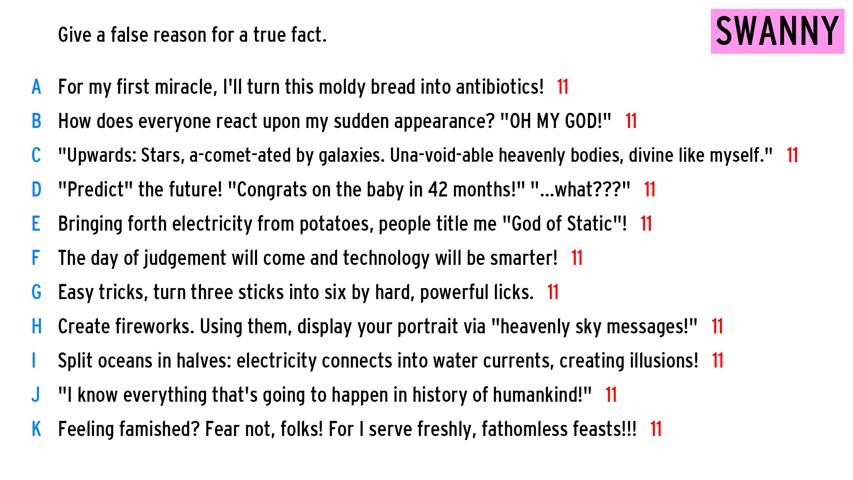 Give a false reason for a true fact.
SWANNY
A For my first miracle, I'll turn this moldy bread into antibiotics! 11
B How does everyone react upon my sudden appearance? "OH MY GOD!" 11
C "Upwards: Stars, a-comet-ated by galaxies. Una-void-able heavenly bodies, divine like myself." 11
D "Predict" the future! "Congrats on the baby in 42 months!" "...what???" 11
E Bringing forth electricity from potatoes, people title me "God of Static"! 11
F The day of judgement will come and technology will be smarter! 11
G Easy tricks, turn three sticks into six by hard, powerful licks. 11
H Create fireworks. Using them, display your portrait via "heavenly sky messages!" 11
I Split oceans in halves: electricity connects into water currents, creating illusions! 11
J "I know everything that's going to happen in history of humankind!" 11
K Feeling famished? Fear not, folks! For I serve freshly, fathomless feasts!!! 11